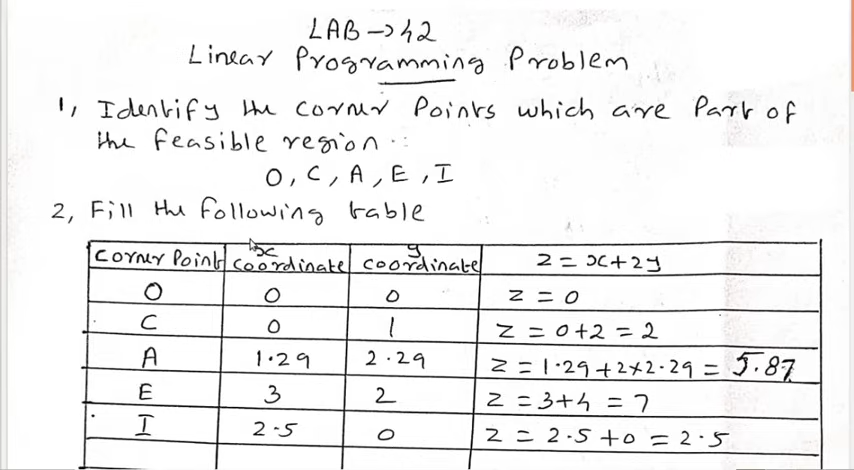 LAB → 42
Linear Programming Problem
1, Identify the corner Points which are Part of
the feasible region :
O, C, A, E, I
2, Fill the following table
Corner Point x coordinate y coordinate z = x+2y
O 0 0 z = 0
C 0 1 z = 0+2 = 2
A 1.29 2.29 z = 1.29+2×2.29 = 5.87
E 3 2 z = 3+4 = 7
I 2.5 0 z = 2.5+0 = 2.5